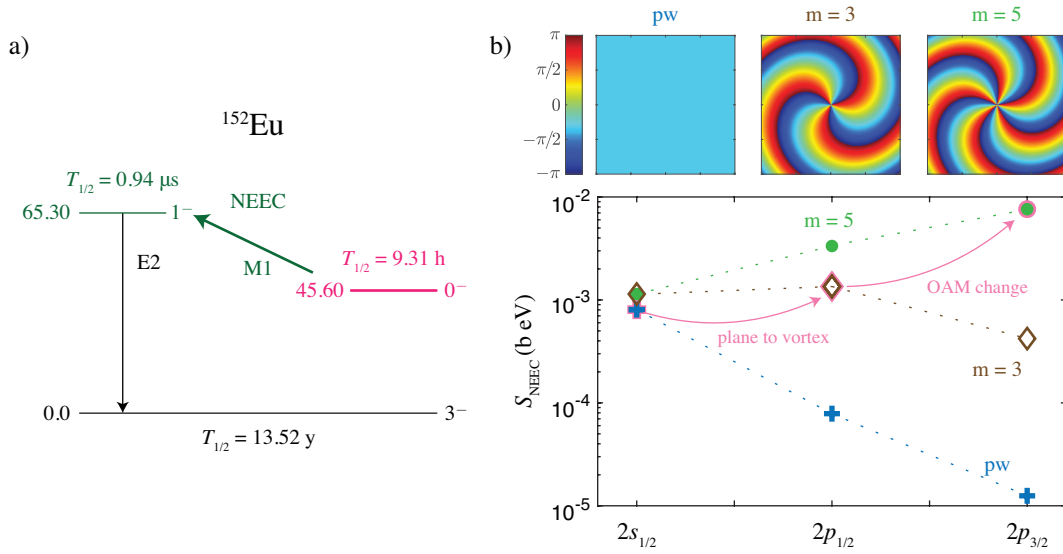 a)
¹⁵²Eu
T₁/₂ = 0.94 µs
65.30
1⁻
NEEC
E2
M1
T₁/₂ = 9.31 h
45.60
0⁻
0.0
3⁻
T₁/₂ = 13.52 y
b)
pw
m = 3
m = 5
π
π/2
0
−π/2
−π
S_NEEC (b eV)
10⁻²
10⁻³
10⁻⁴
10⁻⁵
m = 5
OAM change
plane to vortex
m = 3
pw
2s₁/₂
2p₁/₂
2p₃/₂